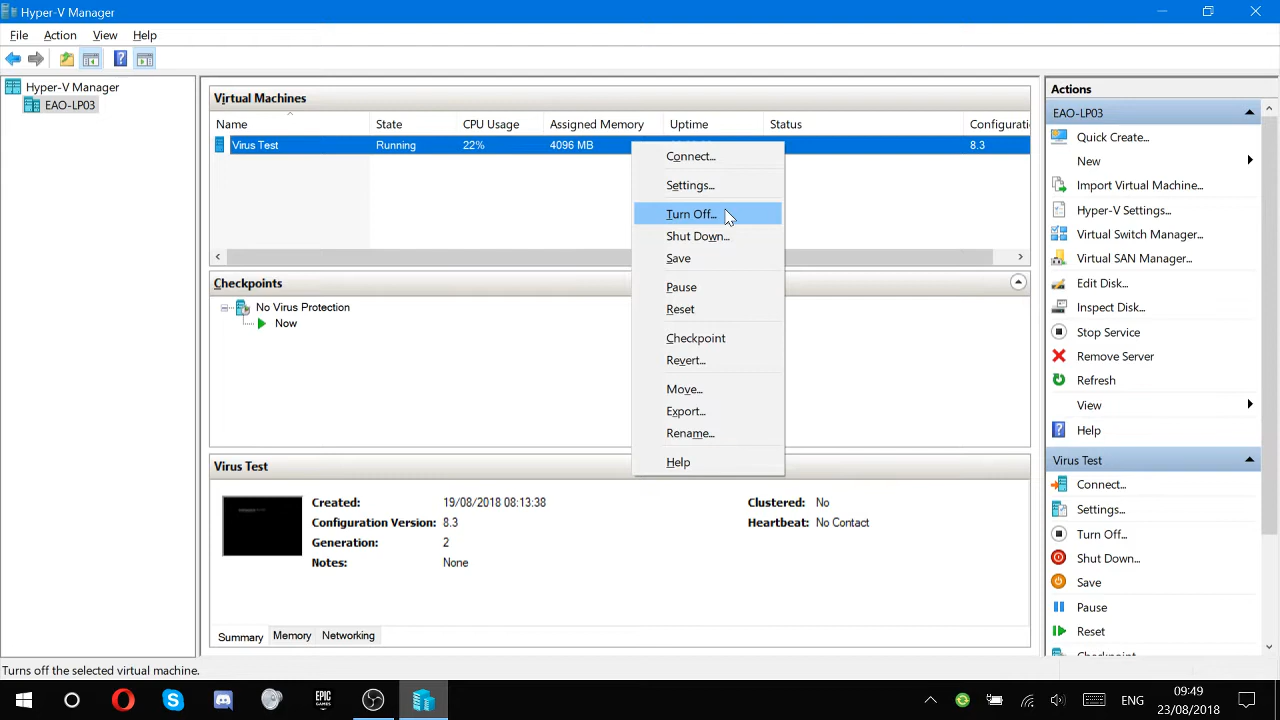 Hyper-V Manager
File Action View Help
Hyper-V Manager
EAO-LP03
Virtual Machines
Name State CPU Usage Assigned Memory Uptime Status Configurati
Virus Test Running 22% 4096 MB 8.3
Connect...
Settings...
Turn Off...
Shut Down...
Save
Pause
Reset
Checkpoint
Revert...
Move...
Export...
Rename...
Help
Checkpoints
No Virus Protection
Now
Virus Test
Created: 19/08/2018 08:13:38 Clustered: No
Configuration Version: 8.3 Heartbeat: No Contact
Generation: 2
Notes: None
Summary Memory Networking
Actions
EAO-LP03
Quick Create...
New
Import Virtual Machine...
Hyper-V Settings...
Virtual Switch Manager...
Virtual SAN Manager...
Edit Disk...
Inspect Disk...
Stop Service
Remove Server
Refresh
View
Help
Virus Test
Connect...
Settings...
Turn Off...
Shut Down...
Save
Pause
Reset
Checkpoint
Turns off the selected virtual machine.
EPIC
GAMES
ENG
09:49
23/08/2018